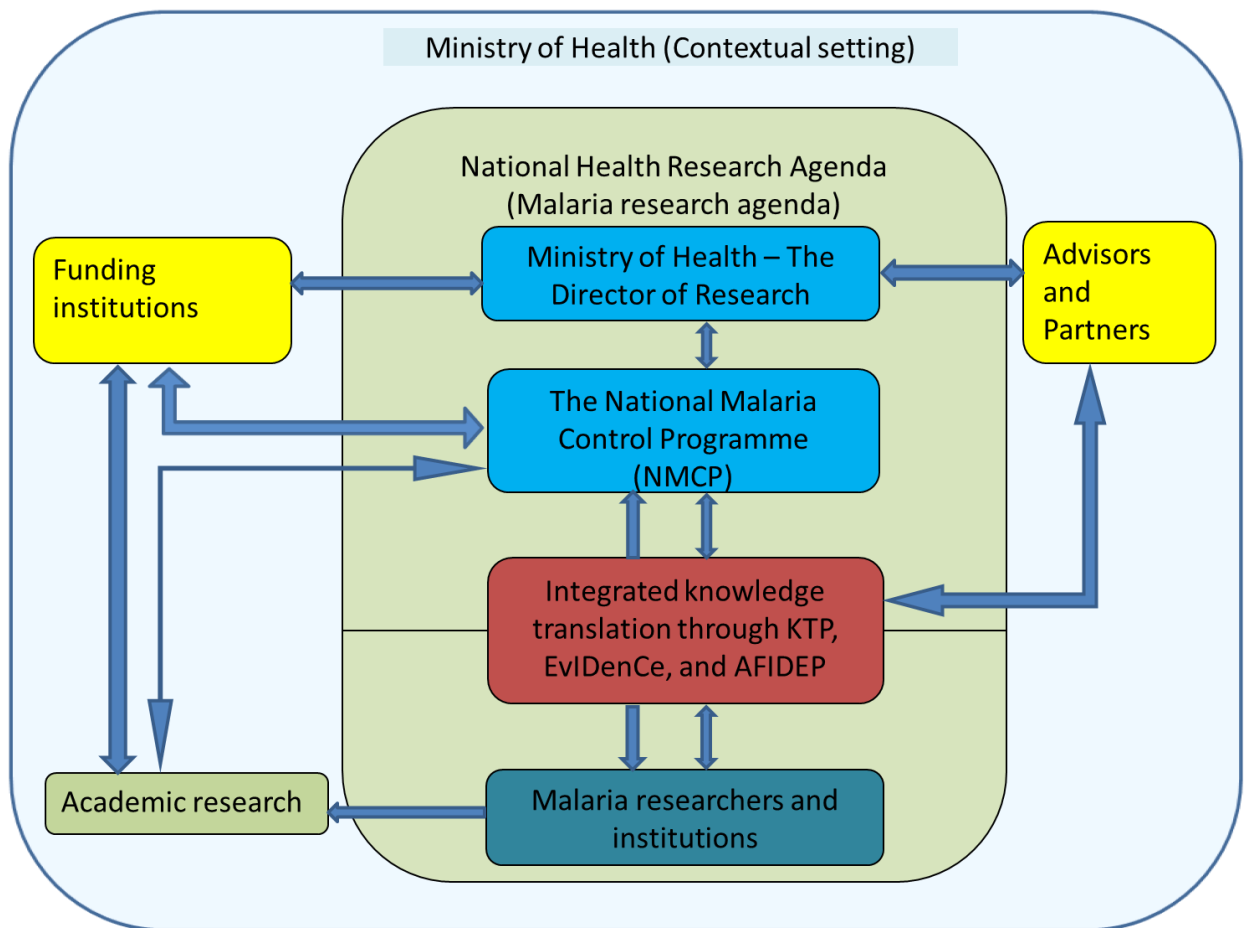 Ministry of Health (Contextual setting)
National Health Research Agenda
(Malaria research agenda)
Funding
institutions
Ministry of Health – The
Director of Research
Advisors
and
Partners
The National Malaria
Control Programme
(NMCP)
Integrated knowledge
translation through KTP,
EvIDenCe, and AFIDEP
Academic research
Malaria researchers and
institutions